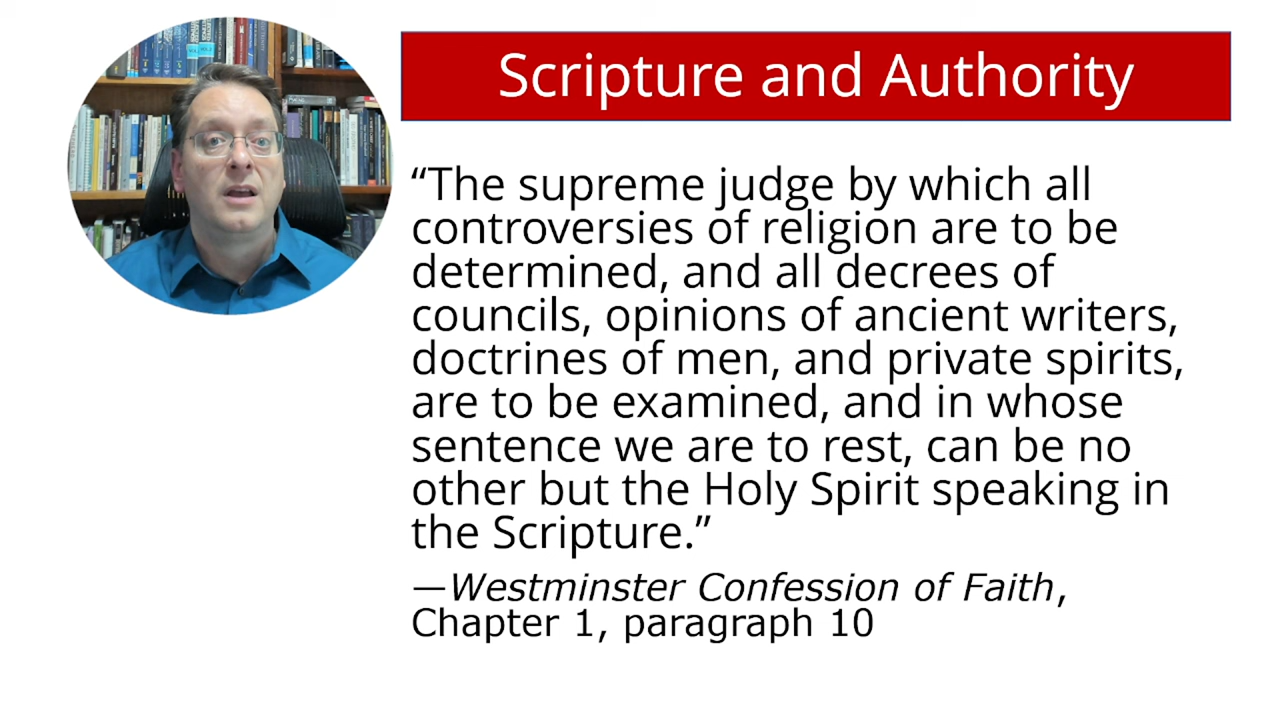 Scripture and Authority
“The supreme judge by which all
controversies of religion are to be
determined, and all decrees of
councils, opinions of ancient writers,
doctrines of men, and private spirits,
are to be examined, and in whose
sentence we are to rest, can be no
other but the Holy Spirit speaking in
the Scripture.”
—Westminster Confession of Faith,
Chapter 1, paragraph 10